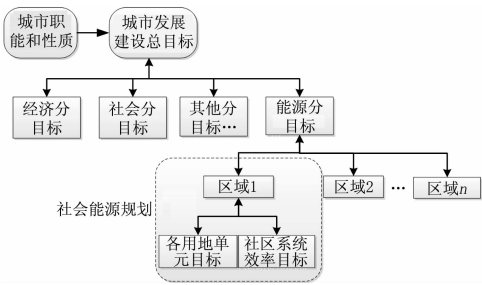 城市职
能和性质
城市发展
建设总目标
经济分
目标
社会分
目标
其他分
目标…
能源分
目标
社会能源规划
区域1
区域2
…
区域n
各用地单
元目标
社区系统
效率目标